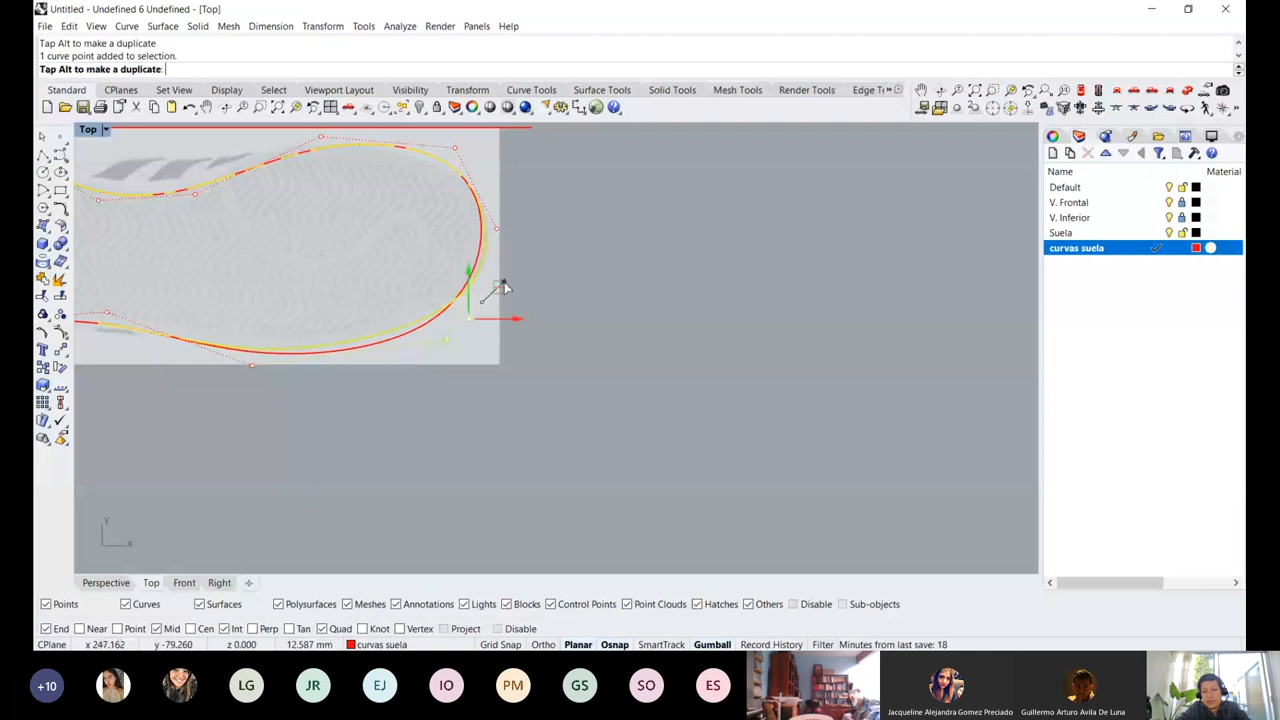 Untitled - Undefined 6 Undefined - [Top]
File Edit View Curve Surface Solid Mesh Dimension Transform Tools Analyze Render Panels Help
Tap Alt to make a duplicate
1 curve point added to selection.
Tap Alt to make a duplicate:
Standard CPlanes Set View Display Select Viewport Layout Visibility Transform Curve Tools Surface Tools Solid Tools Mesh Tools Render Tools Edge To»
Top
Name Material
Default
V. Frontal
V. Inferior
Suela
curvas suela
Y
x
Perspective Top Front Right
Points Curves Surfaces Polysurfaces Meshes Annotations Lights Blocks Control Points Point Clouds Hatches Others Disable Sub-objects
End Near Point Mid Cen Int Perp Tan Quad Knot Vertex Project Disable
CPlane x 247.162 y -79.260 z 0.000 12.587 mm curvas suela Grid Snap Ortho Planar Osnap SmartTrack Gumball Record History Filter Minutes from last save: 18
+10 LG JR EJ IO PM GS SO ES
Jacqueline Alejandra Gomez Preciado Guillermo Arturo Avila De Luna